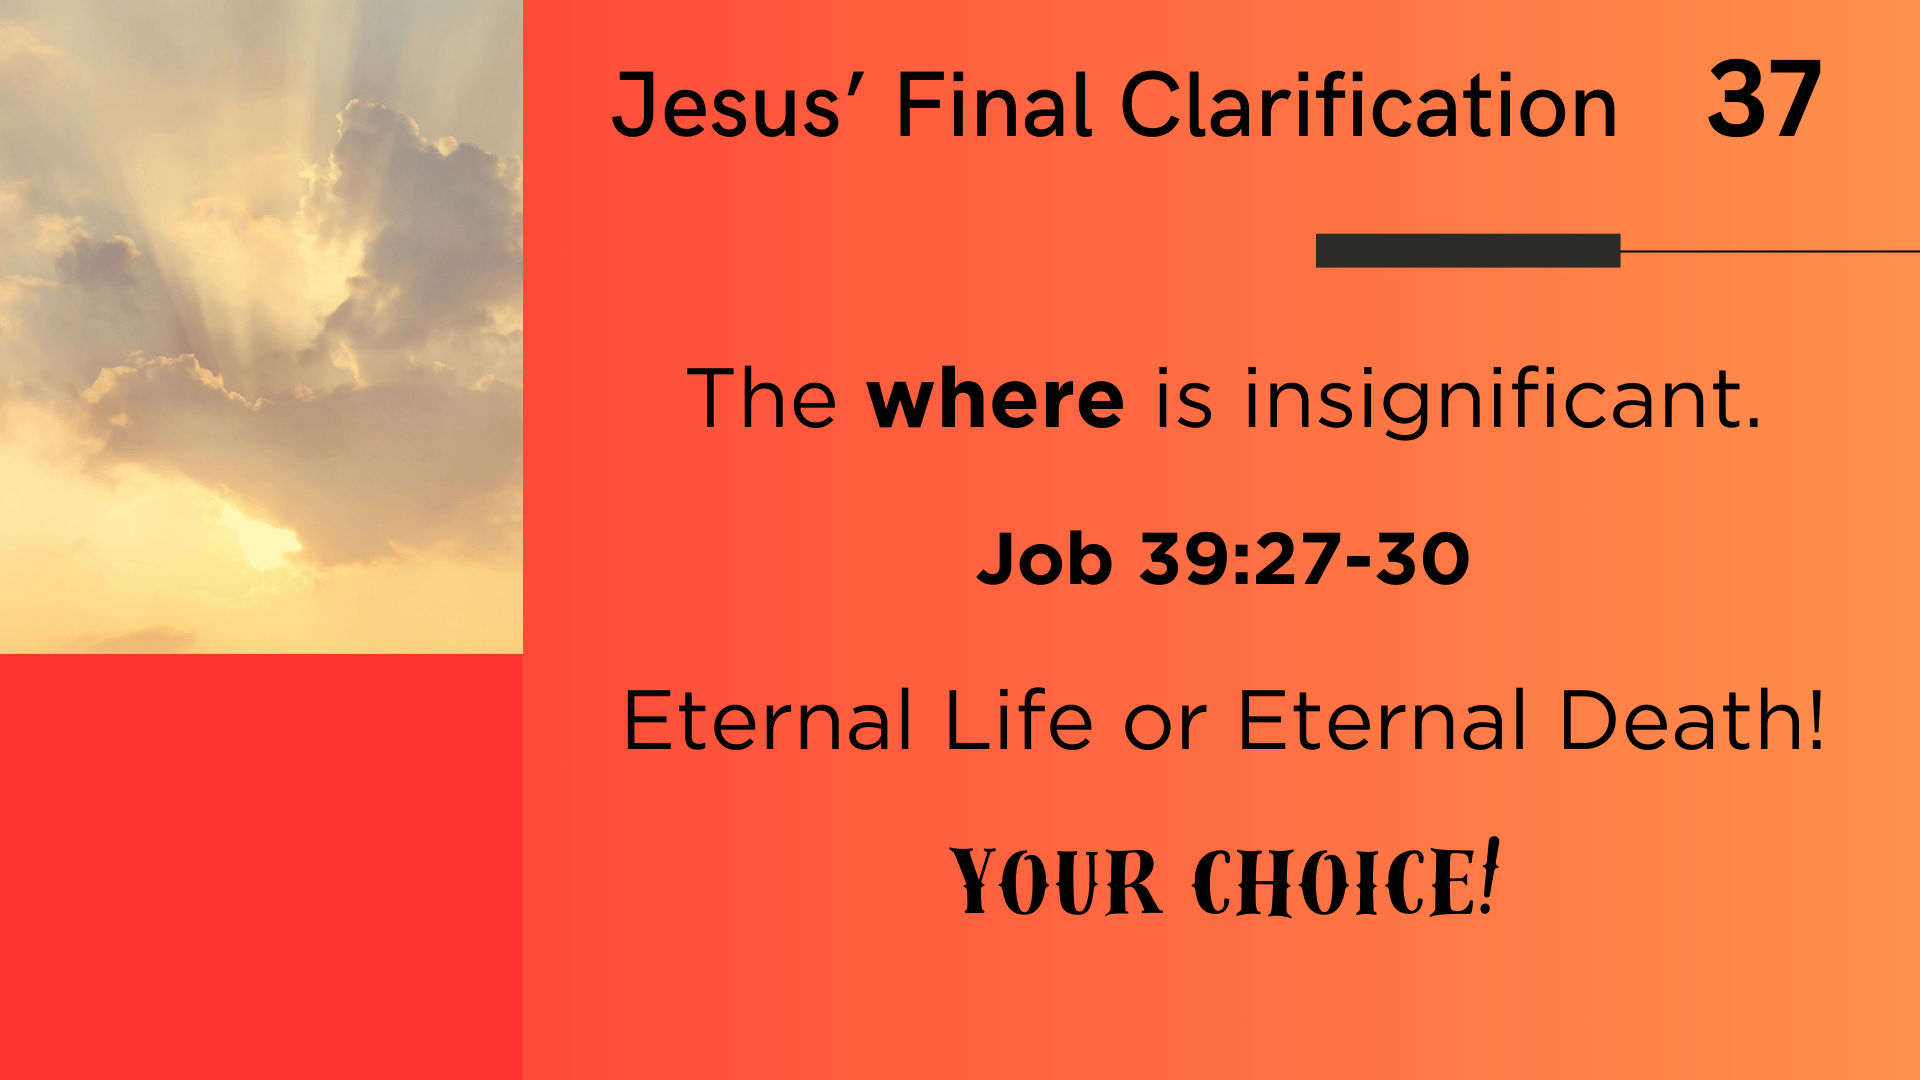 Jesus’ Final Clarification 37
The where is insignificant.
Job 39:27-30
Eternal Life or Eternal Death!
YOUR CHOICE!